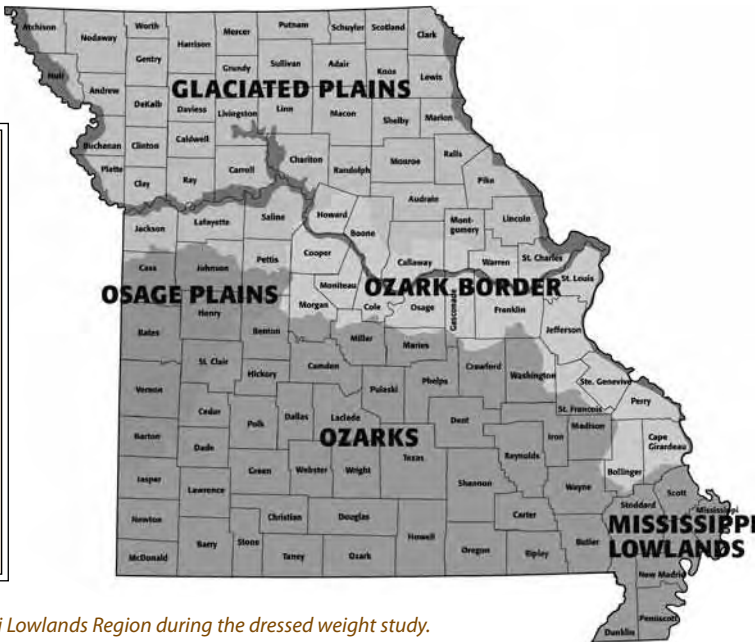 Atchison
Nodaway
Worth
Gentry
Harrison
Mercer
Putnam
Schuyler
Scotland
Clark
Holt
Andrew
DeKalb
Daviess
Grundy
Sullivan
Adair
Knox
Lewis
GLACIATED PLAINS
Livingston
Linn
Macon
Shelby
Marion
Buchanan
Clinton
Caldwell
Platte
Clay
Ray
Carroll
Chariton
Randolph
Monroe
Ralls
Pike
Audrain
Jackson
Lafayette
Saline
Howard
Boone
Mont-
gumery
Lincoln
Cooper
Callaway
Warren
St. Charles
Cass
Johnson
Pettis
Moniteau
OSAGE PLAINS
OZARK BORDER
St. Louis
Morgan
Cole
Osage
Gasconade
Franklin
Jefferson
Bates
Henry
Benton
Miller
Maries
St. Clair
Hickory
Camden
Pulaski
Phelps
Crawford
Washington
Ste. Genevive
Perry
St. Francois
Vernon
Cedar
Polk
Dallas
Laclede
Dent
Iron
Madison
Cape
Girardeau
Barton
Dade
OZARKS
Texas
Reynolds
Bollinger
Jasper
Green
Webster
Wright
Shannon
Wayne
Scott
Lawrence
Stoddard
Mississippi
Newton
Christian
Douglas
Carter
MISSISSIPPI
LOWLANDS
McDonald
Barry
Stone
Taney
Ozark
Howell
Oregon
Ripley
Butler
New Madrid
Dunklin
Pemiscott
i Lowlands Region during the dressed weight study.